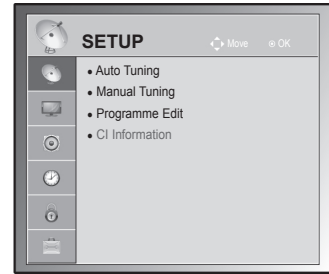 SETUP
Move OK
• Auto Tuning
• Manual Tuning
• Programme Edit
• CI Information